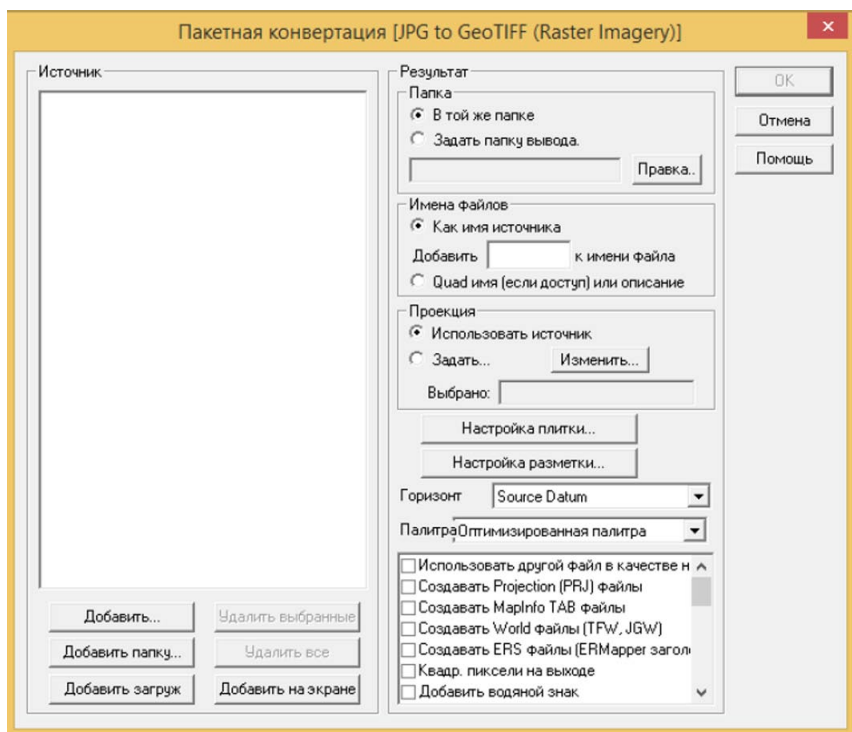 Пакетная конвертация [JPG to GeoTIFF (Raster Imagery)]
Источник
Добавить...
Удалить выбранные
Добавить папку...
Удалить все
Добавить загруж
Добавить на экране
Результат
Папка
В той же папке
Задать папку вывода.
Правка..
Имена файлов
Как имя источника
Добавить к имени файла
Quad имя (если доступ) или описание
Проекция
Использовать источник
Задать...
Изменить...
Выбрано:
Настройка плитки...
Настройка разметки...
Горизонт Source Datum
Палитра Оптимизированная палитра
Использовать другой файл в качестве н
Создавать Projection (PRJ) файлы
Создавать MapInfo TAB файлы
Создавать World файлы (TFW, JGW)
Создавать ERS файлы (ERMapper заголо
Квадр. пиксели на выходе
Добавить водяной знак
OK
Отмена
Помощь